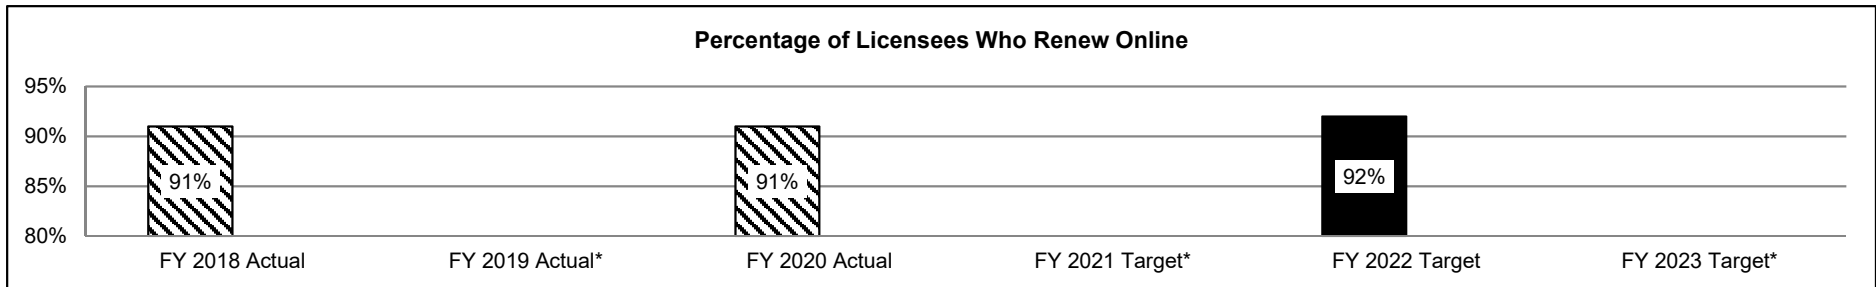 Percentage of Licensees Who Renew Online
95%
90%
85%
80%
91%
91%
92%
FY 2018 Actual
FY 2019 Actual*
FY 2020 Actual
FY 2021 Target*
FY 2022 Target
FY 2023 Target*